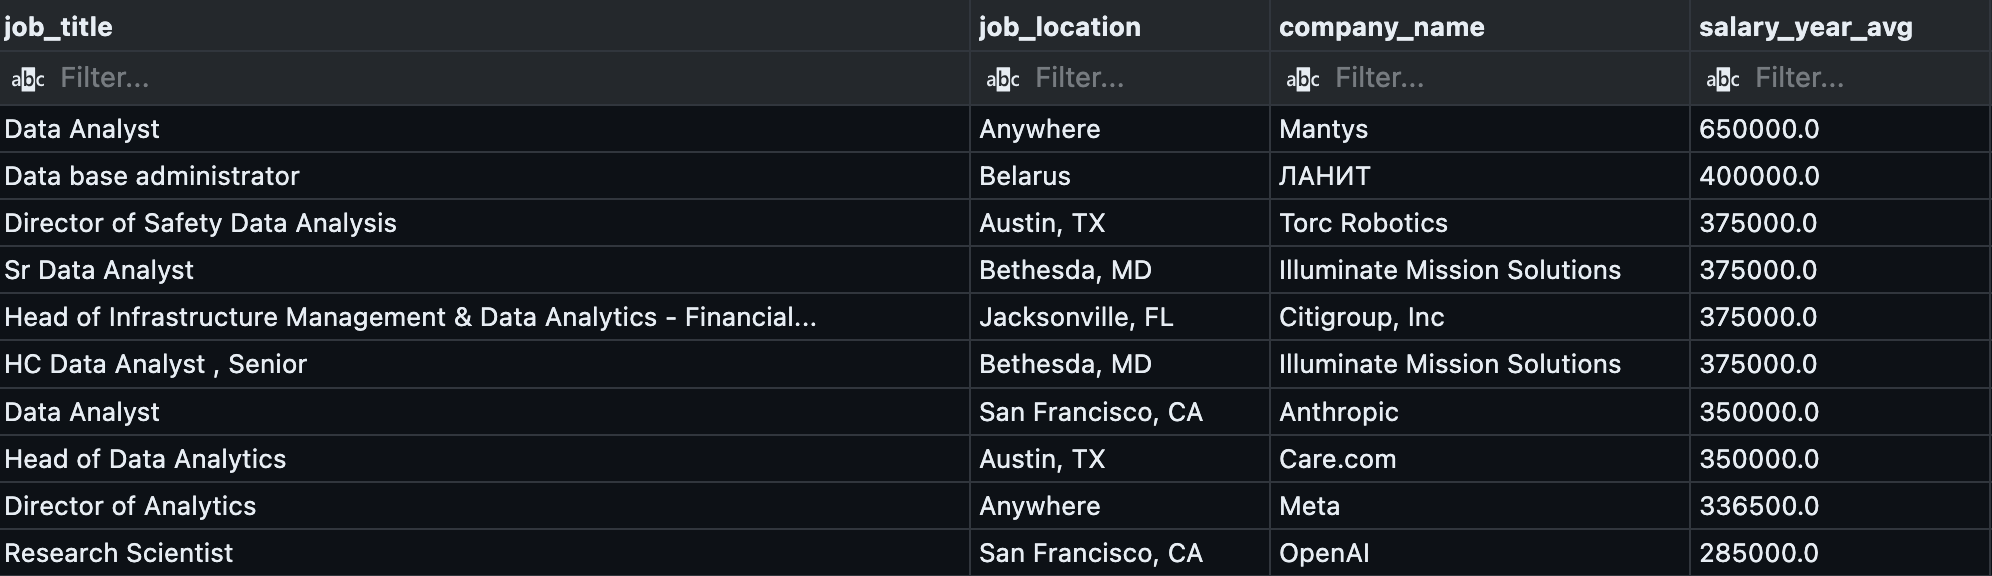 job_title job_location company_name salary_year_avg
abc Filter... abc Filter... abc Filter... abc Filter...
Data Analyst Anywhere Mantys 650000.0
Data base administrator Belarus ЛАНИТ 400000.0
Director of Safety Data Analysis Austin, TX Torc Robotics 375000.0
Sr Data Analyst Bethesda, MD Illuminate Mission Solutions 375000.0
Head of Infrastructure Management & Data Analytics - Financial... Jacksonville, FL Citigroup, Inc 375000.0
HC Data Analyst , Senior Bethesda, MD Illuminate Mission Solutions 375000.0
Data Analyst San Francisco, CA Anthropic 350000.0
Head of Data Analytics Austin, TX Care.com 350000.0
Director of Analytics Anywhere Meta 336500.0
Research Scientist San Francisco, CA OpenAI 285000.0